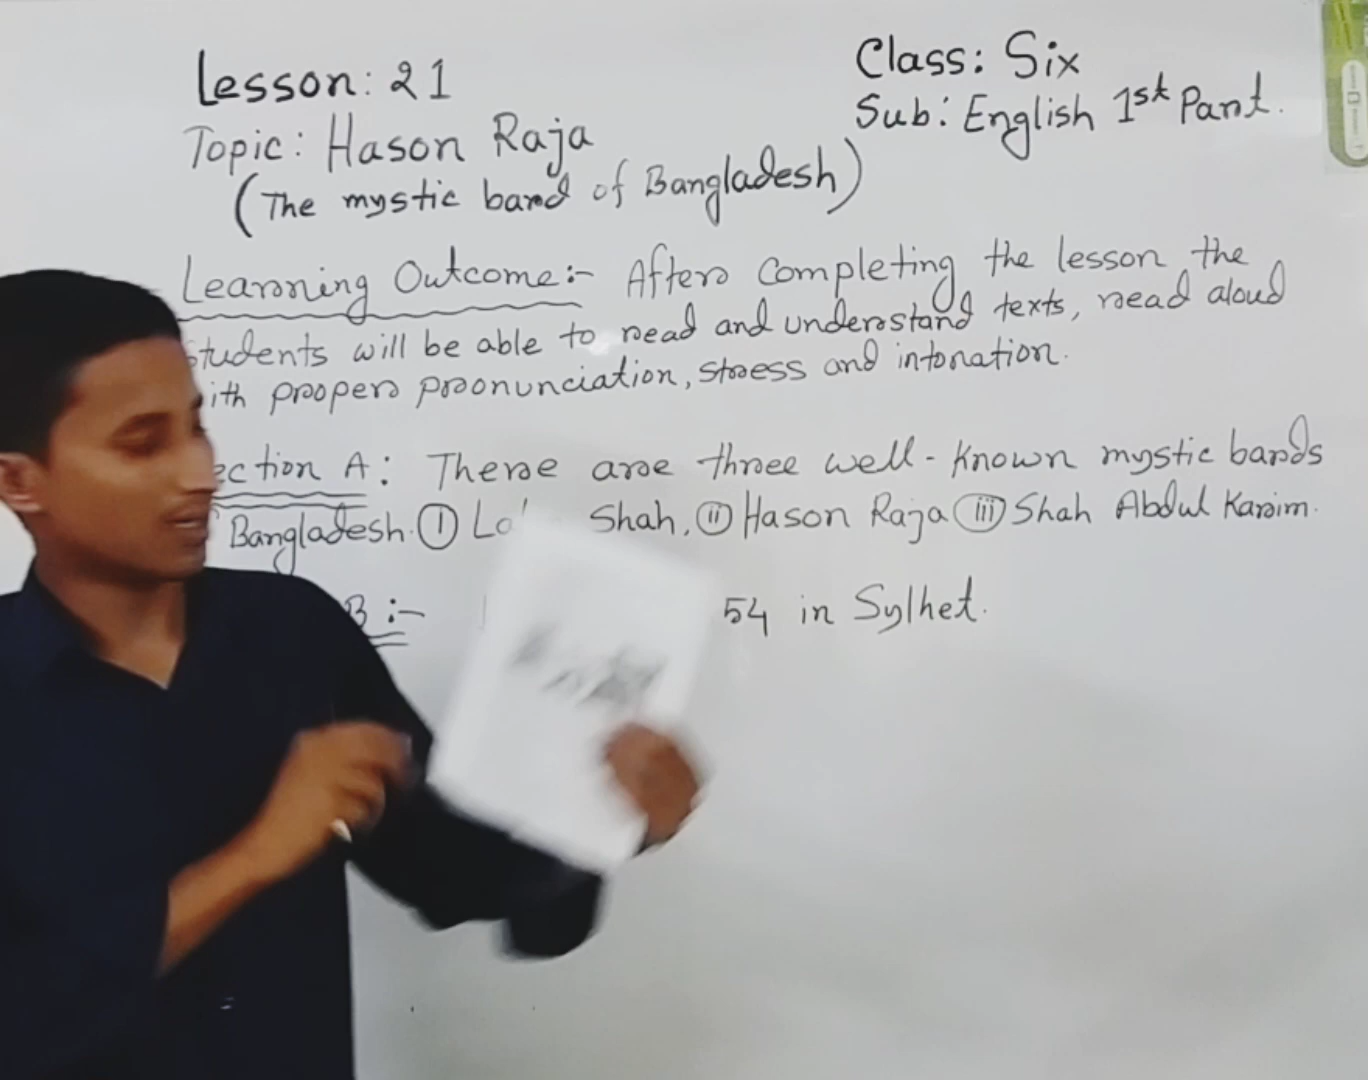 Lesson: 21
Class: Six
Topic: Hason Raja
Sub: English 1st Part.
(The mystic bard of Bangladesh)
Learning Outcome:- After completing the lesson the
students will be able to read and understand texts, read aloud
ith proper pronunciation, stress and intonation.
ection A: There are three well-known mystic bards
Bangladesh. (i) La Shah, (ii) Hason Raja (iii) Shah Abdul Karim.
B :- 54 in Sylhet.